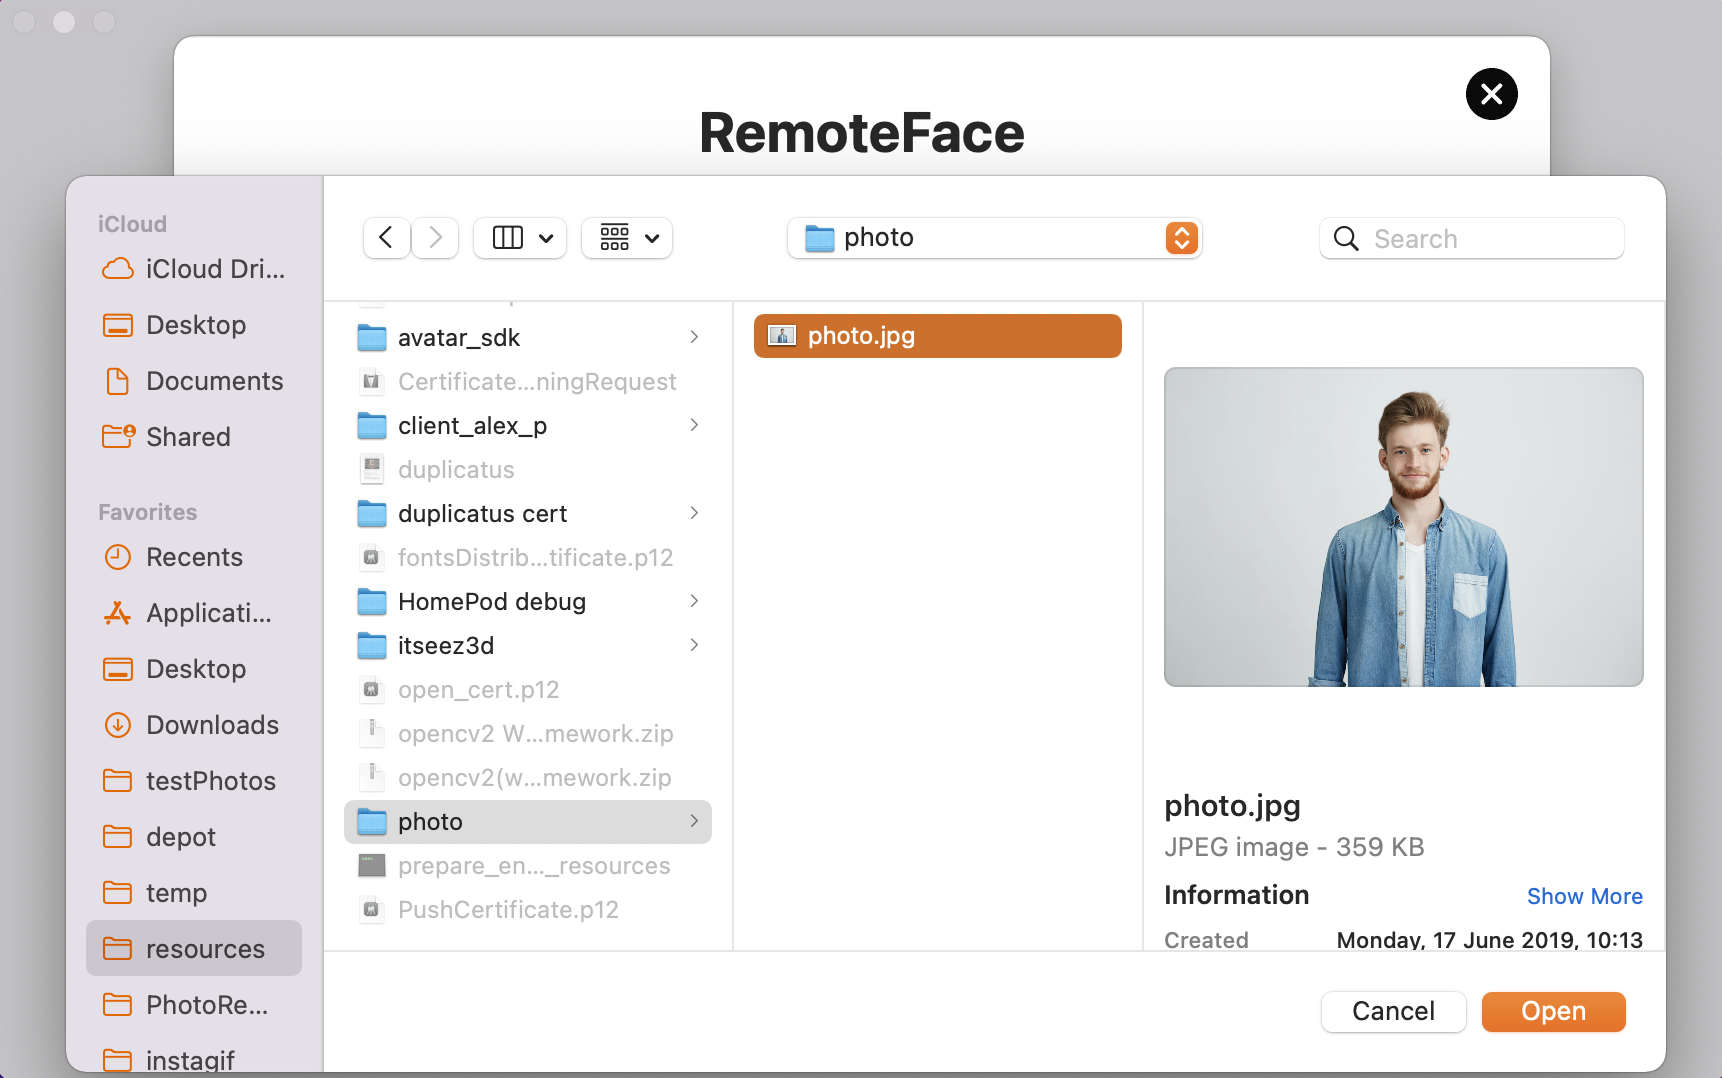 RemoteFace
iCloud
iCloud Dri...
Desktop
Documents
Shared
Favorites
Recents
Applicati...
Desktop
Downloads
testPhotos
depot
temp
resources
PhotoRe...
instagif
photo
Search
avatar_sdk
Certificate...ningRequest
client_alex_p
duplicatus
duplicatus cert
fontsDistrib...tificate.p12
HomePod debug
itseez3d
open_cert.p12
opencv2 W...mework.zip
opencv2(w...mework.zip
photo
prepare_en..._resources
PushCertificate.p12
photo.jpg
photo.jpg
JPEG image - 359 KB
Information Show More
Created Monday, 17 June 2019, 10:13
Cancel Open